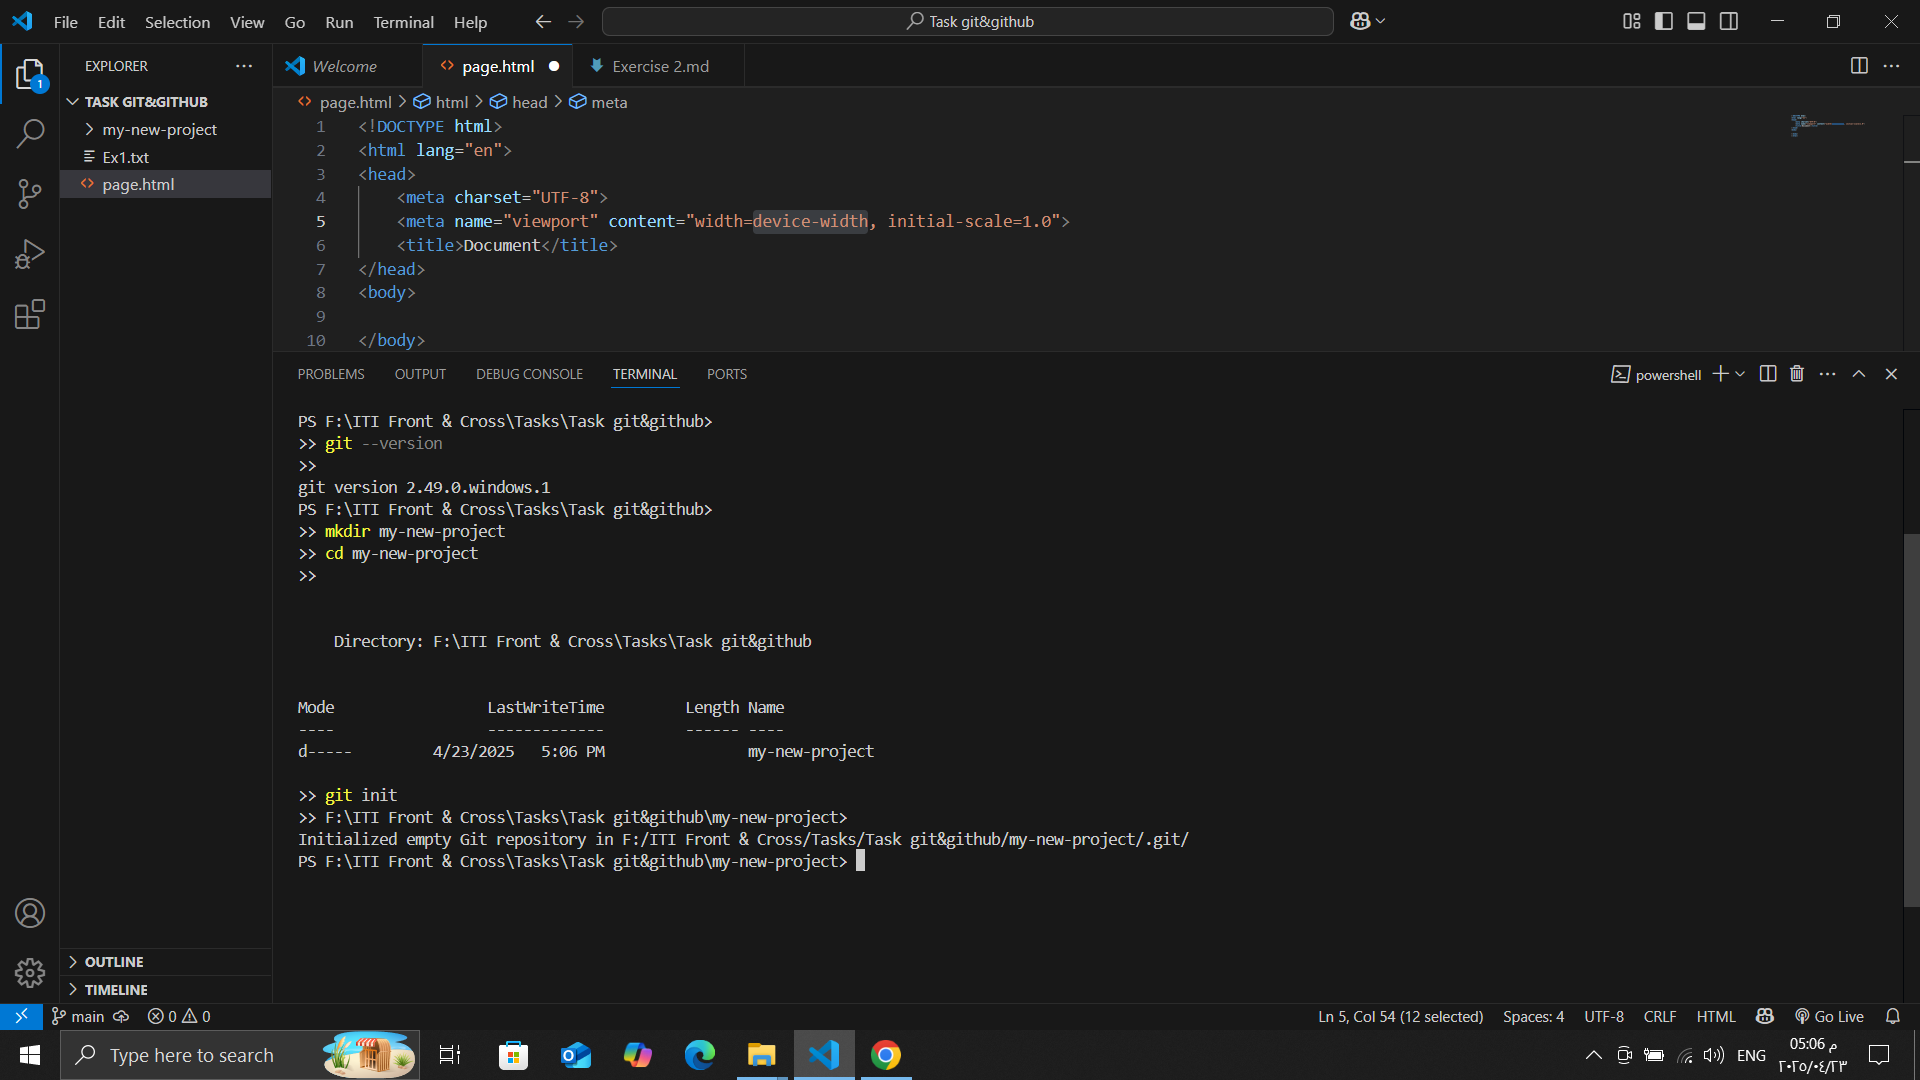 File Edit Selection View Go Run Terminal Help
Task git&github
EXPLORER
TASK GIT&GITHUB
my-new-project
Ex1.txt
page.html
OUTLINE
TIMELINE
Welcome page.html Exercise 2.md
page.html > html > head > meta
1 <!DOCTYPE html>
2 <html lang="en">
3 <head>
4 <meta charset="UTF-8">
5 <meta name="viewport" content="width=device-width, initial-scale=1.0">
6 <title>Document</title>
7 </head>
8 <body>
9
10 </body>
PROBLEMS OUTPUT DEBUG CONSOLE TERMINAL PORTS
powershell
PS F:\ITI Front & Cross\Tasks\Task git&github>
>> git --version
>>
git version 2.49.0.windows.1
PS F:\ITI Front & Cross\Tasks\Task git&github>
>> mkdir my-new-project
>> cd my-new-project
>>
Directory: F:\ITI Front & Cross\Tasks\Task git&github
Mode LastWriteTime Length Name
---- ------------- ------ ----
d----- 4/23/2025 5:06 PM my-new-project
>> git init
>> F:\ITI Front & Cross\Tasks\Task git&github\my-new-project>
Initialized empty Git repository in F:/ITI Front & Cross/Tasks/Task git&github/my-new-project/.git/
PS F:\ITI Front & Cross\Tasks\Task git&github\my-new-project>
1
main 0 0
Ln 5, Col 54 (12 selected) Spaces: 4 UTF-8 CRLF HTML Go Live
Type here to search
ENG
05:06 م
٢٠٢٥/٠٤/٢٣